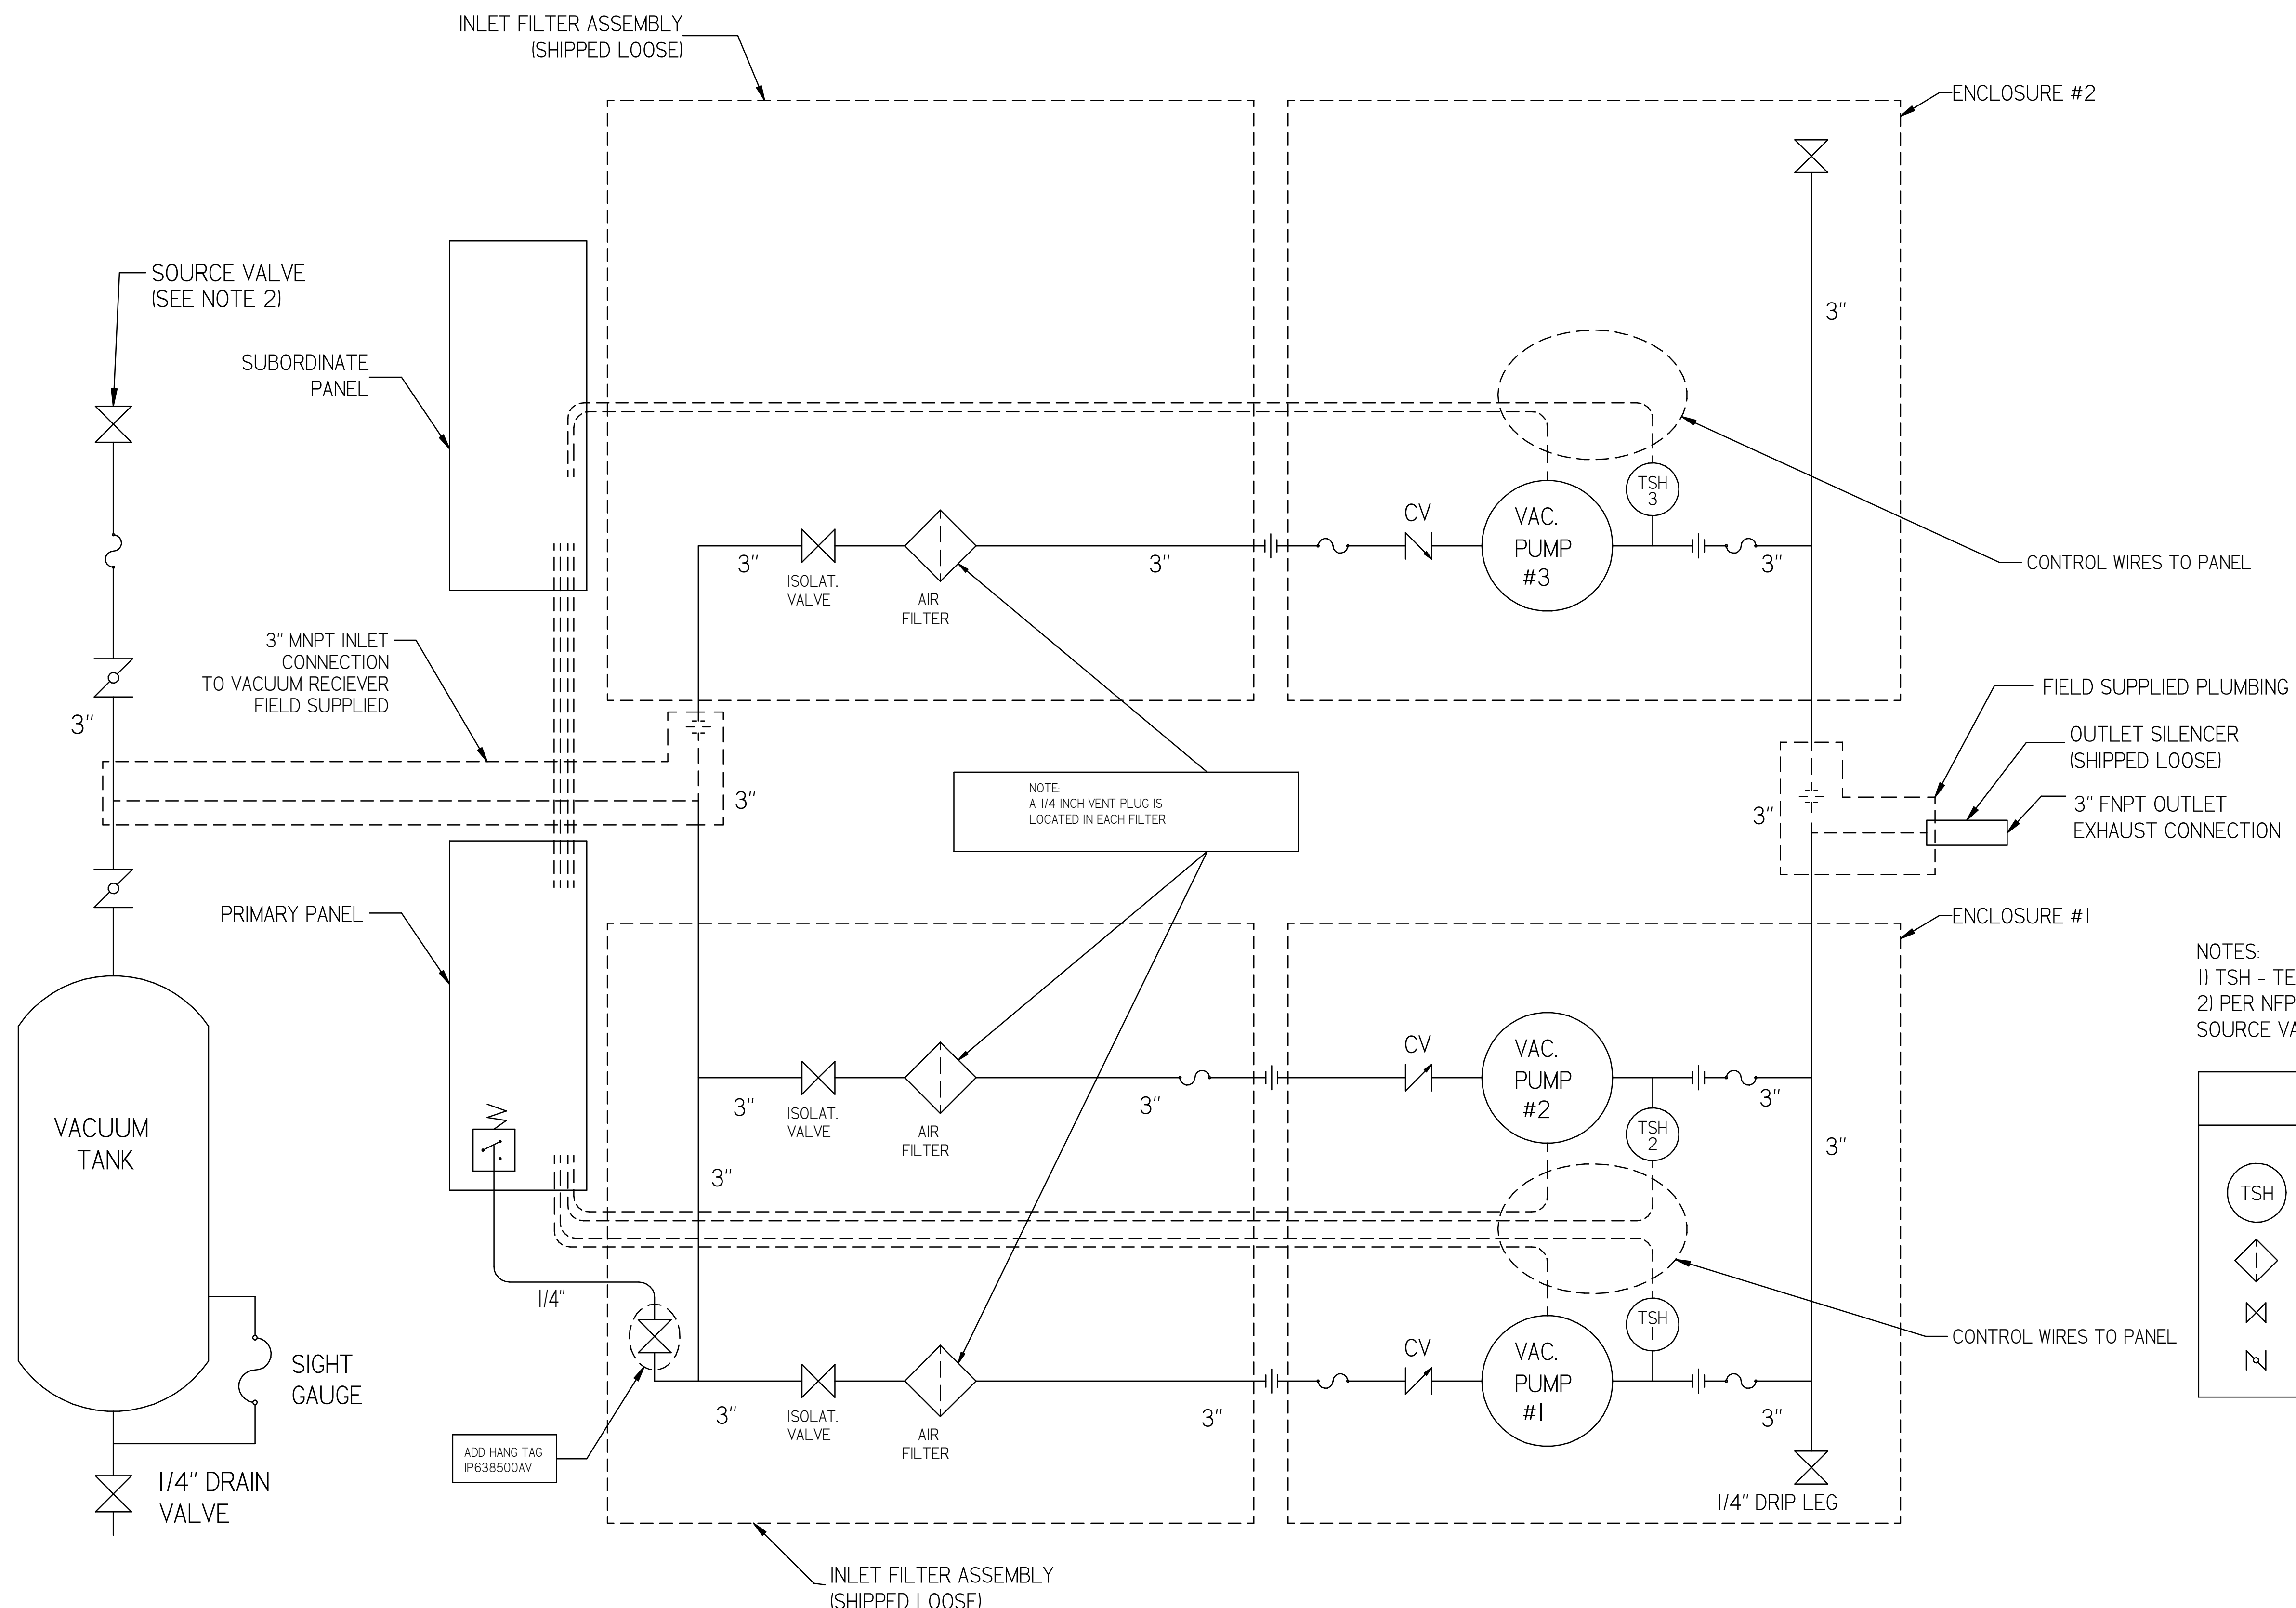 INLET FILTER ASSEMBLY
(SHIPPED LOOSE)
ENCLOSURE #2
SOURCE VALVE
(SEE NOTE 2)
SUBORDINATE
PANEL
3"
TSH
3
CV
VAC.
PUMP
#3
3"
3"
3"
ISOLAT.
VALVE
AIR
FILTER
CONTROL WIRES TO PANEL
3" MNPT INLET
CONNECTION
TO VACUUM RECIEVER
FIELD SUPPLIED
3"
FIELD SUPPLIED PLUMBING
OUTLET SILENCER
(SHIPPED LOOSE)
3" FNPT OUTLET
EXHAUST CONNECTION
3"
3"
NOTE:
A 1/4 INCH VENT PLUG IS
LOCATED IN EACH FILTER
PRIMARY PANEL
ENCLOSURE #1
NOTES:
1) TSH - TE
2) PER NFP
SOURCE VA
CV
VAC.
PUMP
#2
TSH
2
3"
3"
3"
ISOLAT.
VALVE
AIR
FILTER
VACUUM
TANK
3"
3"
TSH
1/4"
TSH
1
CV
VAC.
PUMP
#1
3"
3"
3"
ISOLAT.
VALVE
AIR
FILTER
CONTROL WIRES TO PANEL
SIGHT
GAUGE
ADD HANG TAG
IP638500AV
1/4" DRAIN
VALVE
1/4" DRIP LEG
INLET FILTER ASSEMBLY
(SHIPPED LOOSE)